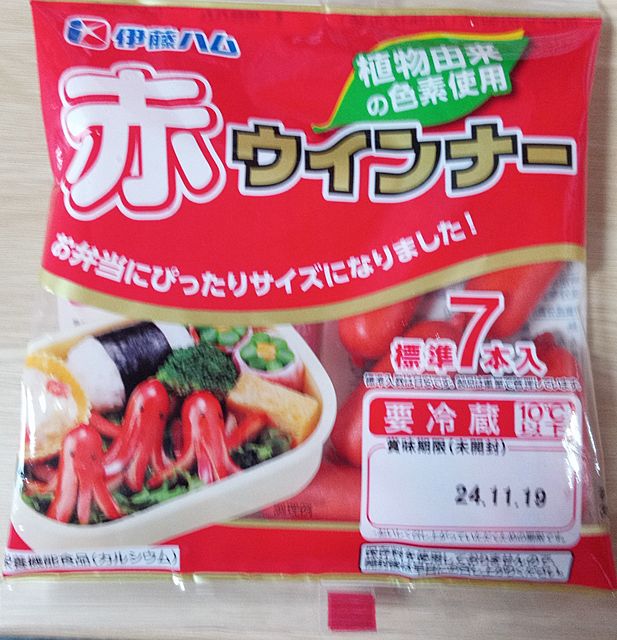 伊藤ハム
植物由来
の色素使用
赤ウインナー
お弁当にぴったりサイズになりました!
標準7本入
要冷蔵 10℃以下
賞味期限(未開封)
24.11.19
栄養機能食品(カルシウム)